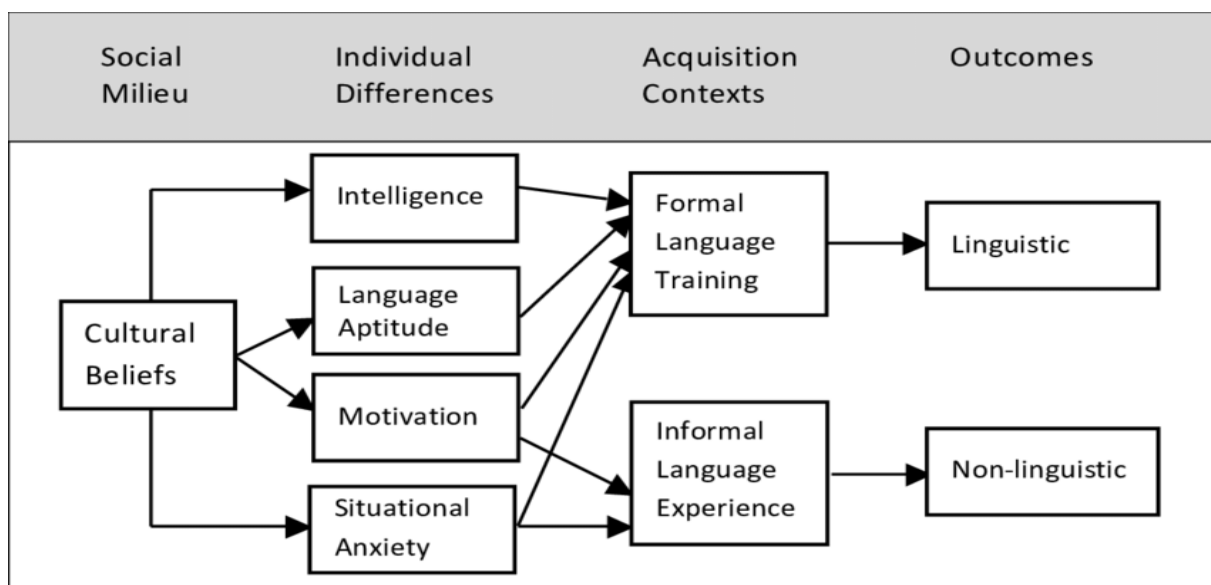 Social
Milieu
Individual
Differences
Acquisition
Contexts
Outcomes
Cultural
Beliefs
Intelligence
Language
Aptitude
Motivation
Situational
Anxiety
Formal
Language
Training
Informal
Language
Experience
Linguistic
Non-linguistic